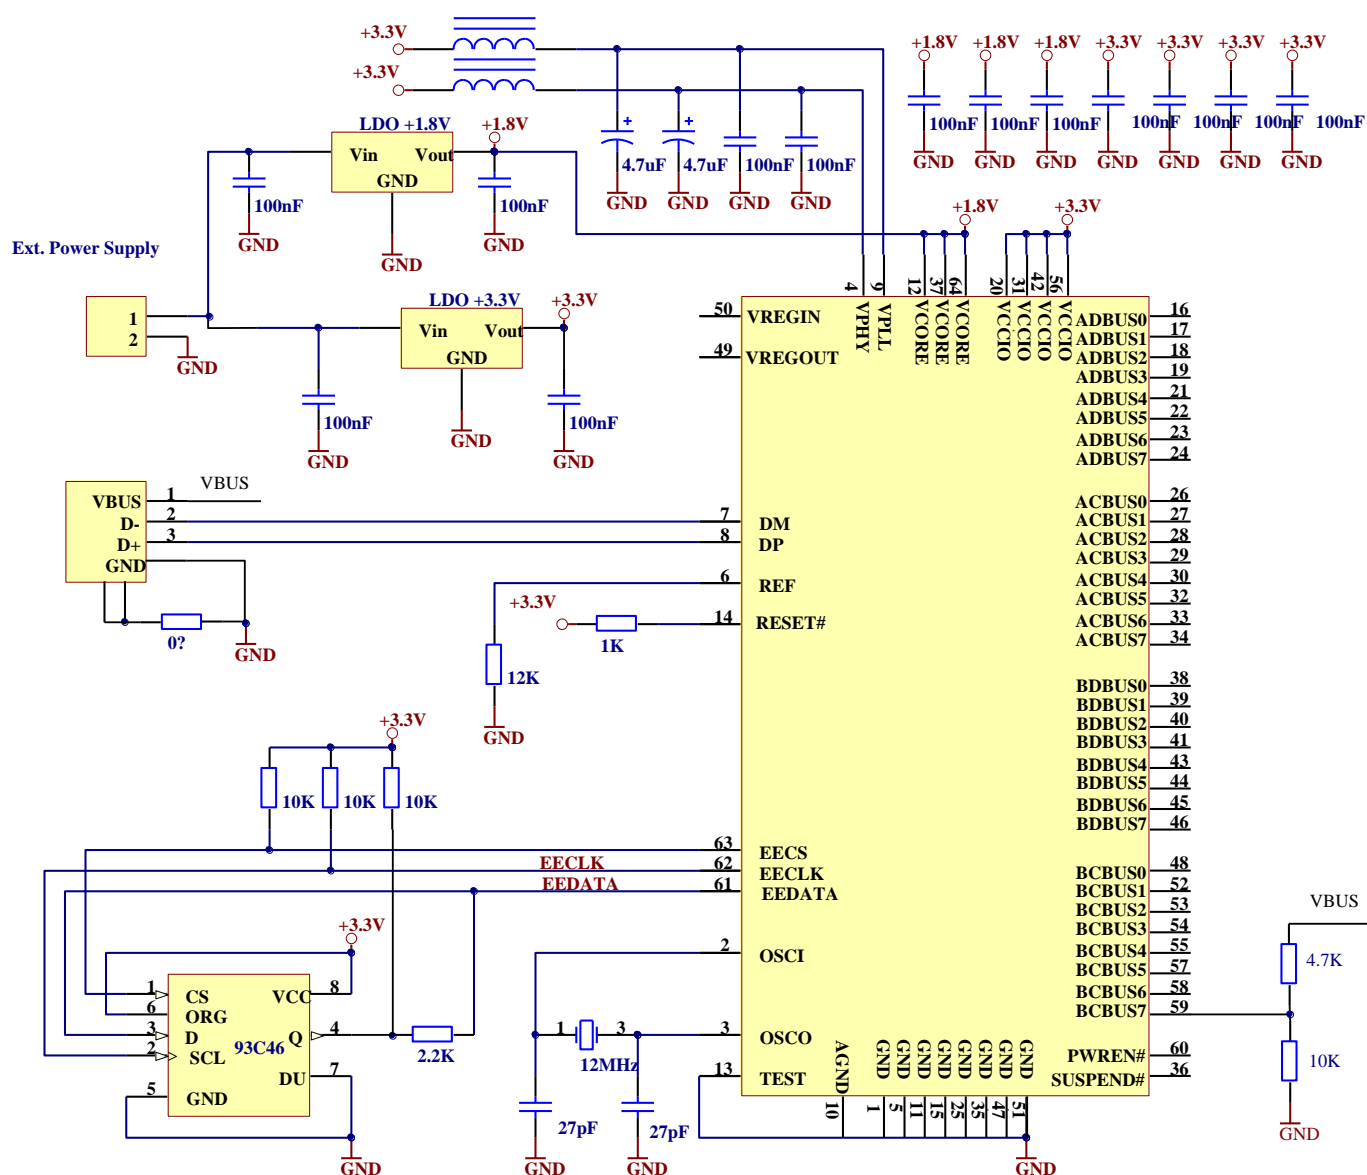 +3.3V
+3.3V
+1.8V +1.8V +1.8V +3.3V +3.3V +3.3V +3.3V
100nF 100nF 100nF 100nF 100nF 100nF 100nF
GND GND GND GND GND GND GND
4.7uF 4.7uF 100nF 100nF
GND GND GND GND
LDO +1.8V
+1.8V
Vin Vout
GND
100nF
100nF
GND
GND
GND
Ext. Power Supply
1
2
GND
LDO +3.3V
+3.3V
Vin Vout
GND
100nF
100nF
GND
GND
GND
+1.8V
+3.3V
4 9 12 37 64 20 31 42 56
VPHY VPLL VCORE VCORE VCORE VCCIO VCCIO VCCIO VCCIO
50 VREGIN
49 VREGOUT
ADBUS0 16
ADBUS1 17
ADBUS2 18
ADBUS3 19
ADBUS4 21
ADBUS5 22
ADBUS6 23
ADBUS7 24
ACBUS0 26
ACBUS1 27
ACBUS2 28
ACBUS3 29
ACBUS4 30
ACBUS5 32
ACBUS6 33
ACBUS7 34
BDBUS0 38
BDBUS1 39
BDBUS2 40
BDBUS3 41
BDBUS4 43
BDBUS5 44
BDBUS6 45
BDBUS7 46
BCBUS0 48
BCBUS1 52
BCBUS2 53
BCBUS3 54
BCBUS4 55
BCBUS5 57
BCBUS6 58
BCBUS7 59
PWREN# 60
SUSPEND# 36
VBUS 1 VBUS
D- 2
D+ 3
GND
0?
GND
7 DM
8 DP
6 REF
+3.3V
1K
14 RESET#
12K
GND
+3.3V
10K 10K 10K
63 EECS
EECLK 62 EECLK
EEDATA 61 EEDATA
2 OSCI
3 OSCO
13 TEST
1 3
12MHz
27pF 27pF
GND GND
+3.3V
1 CS
6 ORG
3 D
2 SCL
5 GND
VCC 8
Q 4
DU 7
93C46
2.2K
GND
AGND GND GND GND GND GND GND GND GND
10 1 5 11 15 25 35 47 51
GND
VBUS
4.7K
10K
GND